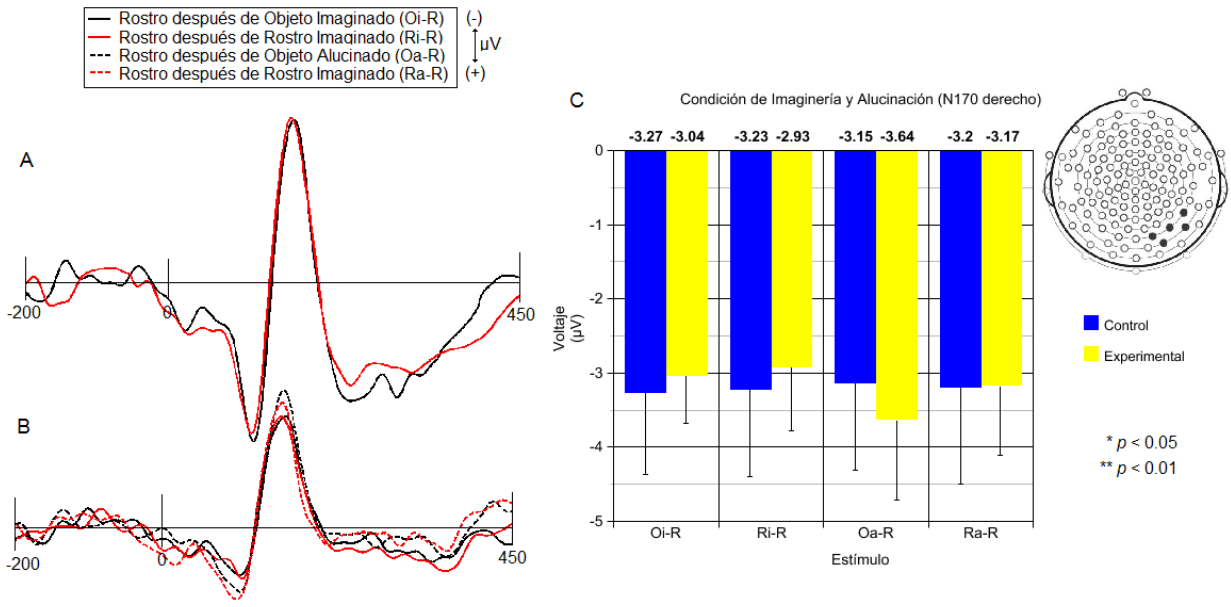 Rostro después de Objeto Imaginado (Oi-R) (-)
Rostro después de Rostro Imaginado (Ri-R)
µV
Rostro después de Objeto Alucinado (Oa-R)
Rostro después de Rostro Imaginado (Ra-R) (+)
A
-200 0 450
B
-200 0 450
C
Condición de Imaginería y Alucinación (N170 derecho)
-3.27 -3.04 -3.23 -2.93 -3.15 -3.64 -3.2 -3.17
0
-1
-2
-3
-4
-5
Voltaje
(µV)
Oi-R Ri-R Oa-R Ra-R
Estímulo
Control
Experimental
* p < 0.05
** p < 0.01